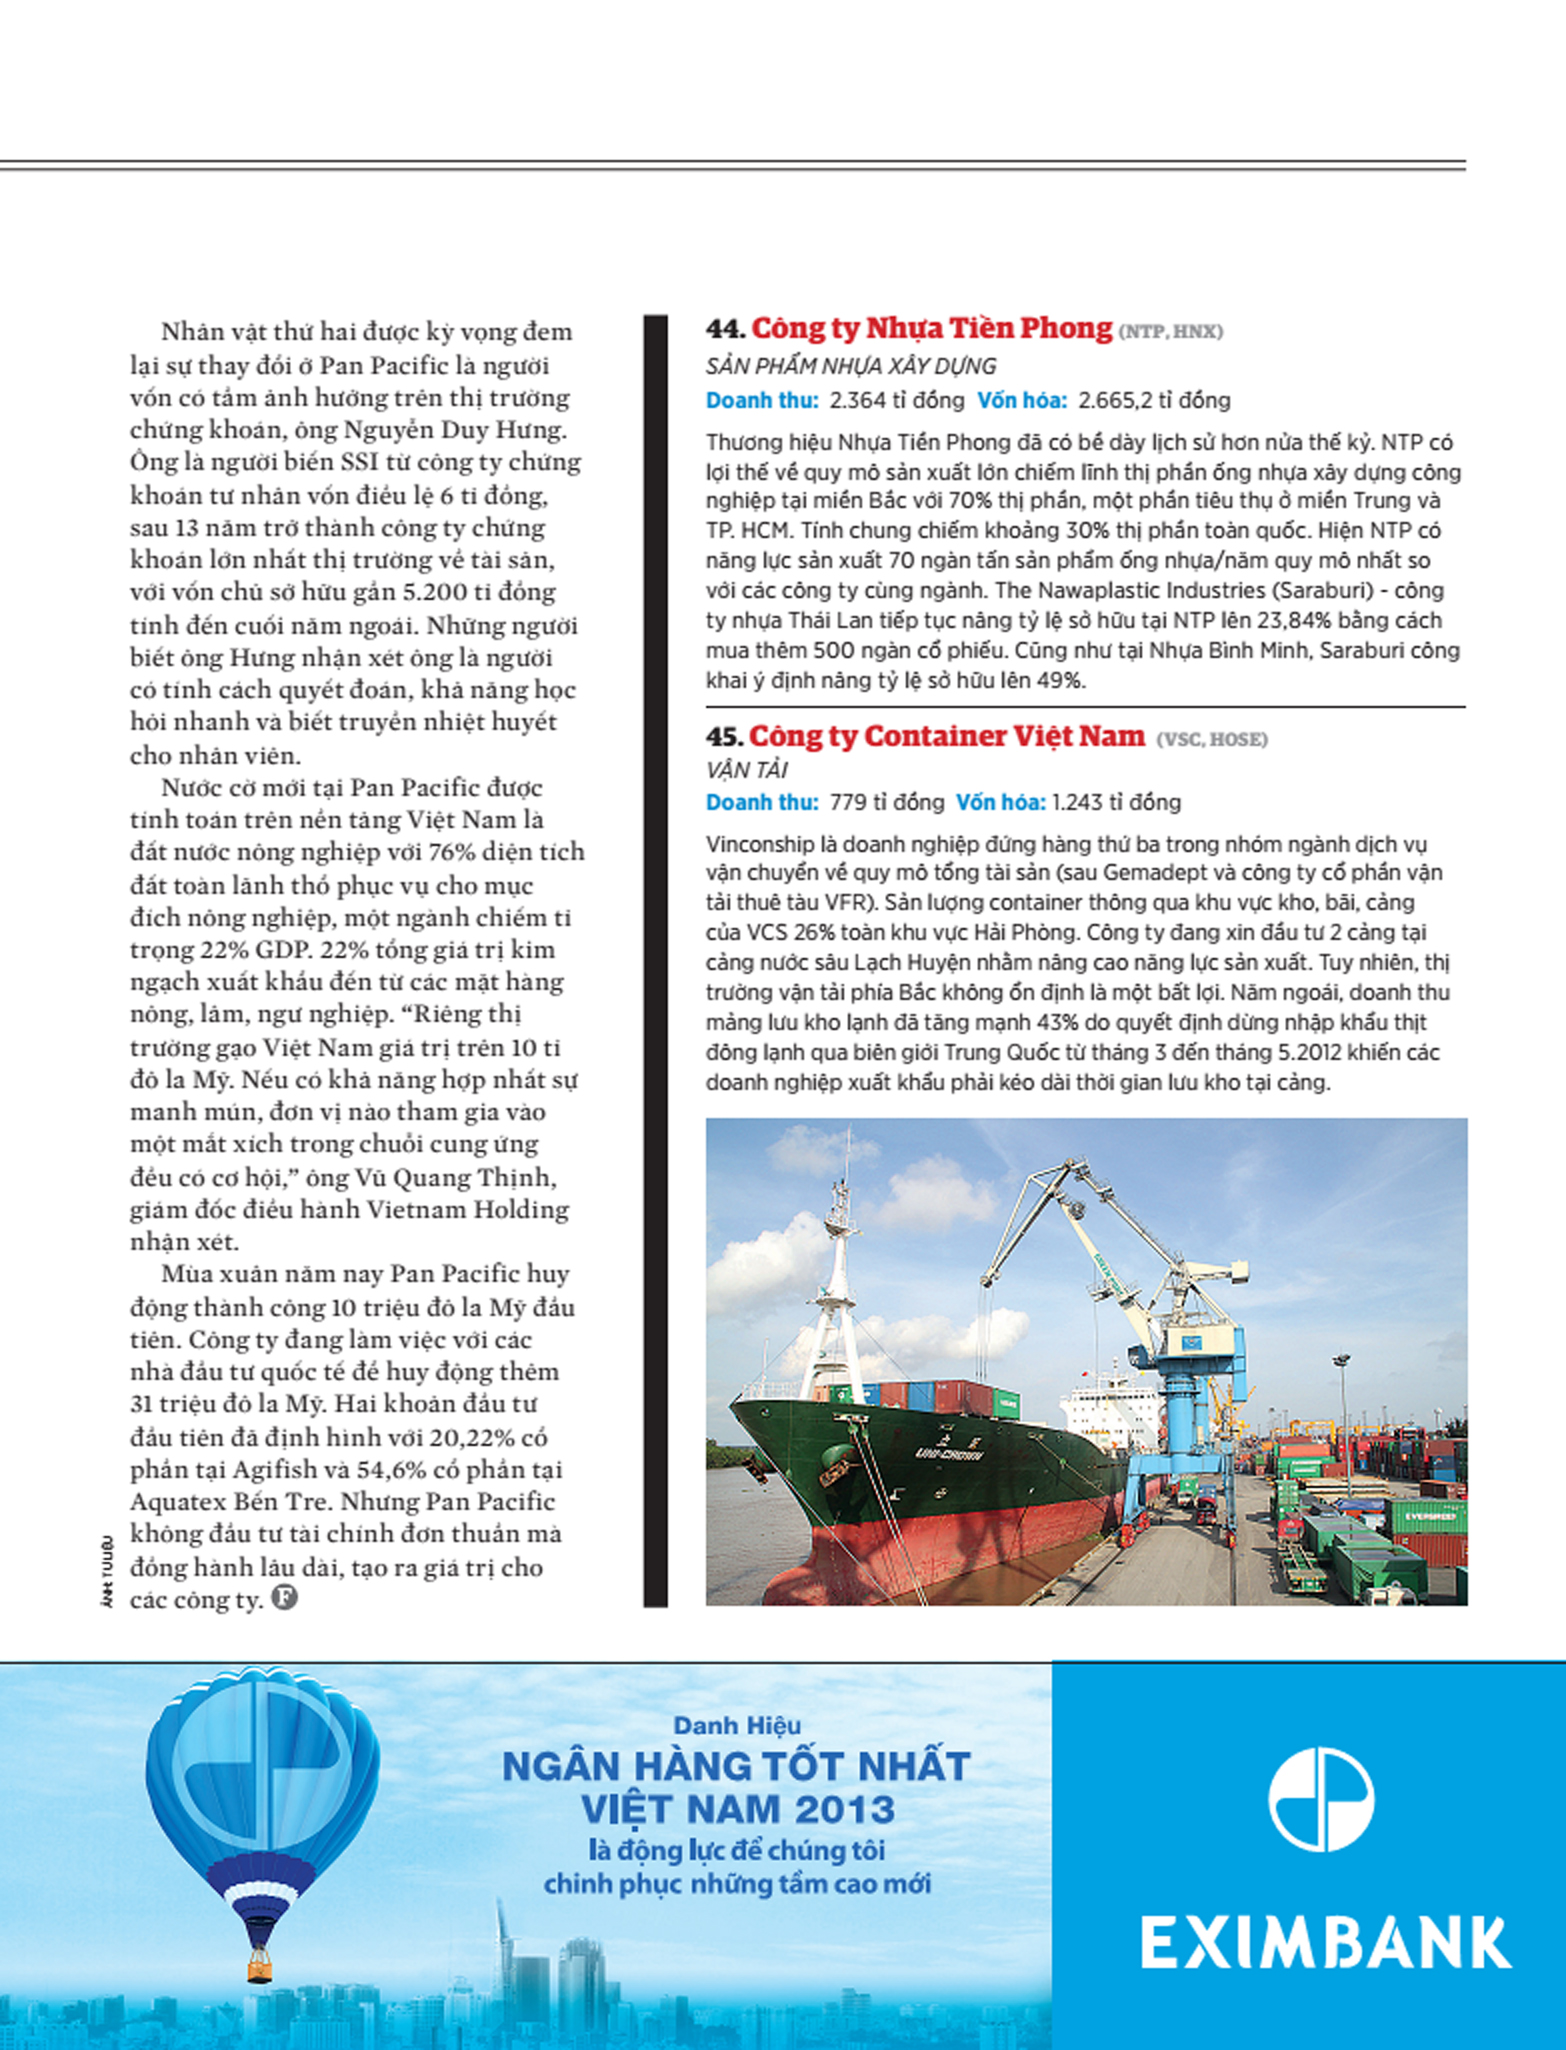 Nhân vật thứ hai được kỳ vọng đem
lại sự thay đổi ở Pan Pacific là người
vốn có tầm ảnh hưởng trên thị trường
chứng khoán, ông Nguyễn Duy Hưng.
Ông là người biến SSI từ công ty chứng
khoán tư nhân vốn điều lệ 6 tỉ đồng,
sau 13 năm trở thành công ty chứng
khoán lớn nhất thị trường về tài sản,
với vốn chủ sở hữu gần 5.200 tỉ đồng
tính đến cuối năm ngoái. Những người
biết ông Hưng nhận xét ông là người
có tính cách quyết đoán, khả năng học
hỏi nhanh và biết truyền nhiệt huyết
cho nhân viên.
Nước cờ mới tại Pan Pacific được
tính toán trên nền tảng Việt Nam là
đất nước nông nghiệp với 76% diện tích
đất toàn lãnh thổ phục vụ cho mục
đích nông nghiệp, một ngành chiếm tỉ
trọng 22% GDP. 22% tổng giá trị kim
ngạch xuất khẩu đến từ các mặt hàng
nông, lâm, ngư nghiệp. “Riêng thị
trường gạo Việt Nam giá trị trên 10 tỉ
đô la Mỹ. Nếu có khả năng hợp nhất sự
manh mún, đơn vị nào tham gia vào
một mắt xích trong chuỗi cung ứng
đều có cơ hội,” ông Vũ Quang Thịnh,
giám đốc điều hành Vietnam Holding
nhận xét.
Mùa xuân năm nay Pan Pacific huy
động thành công 10 triệu đô la Mỹ đầu
tiên. Công ty đang làm việc với các
nhà đầu tư quốc tế để huy động thêm
31 triệu đô la Mỹ. Hai khoản đầu tư
đầu tiên đã định hình với 20,22% cổ
phần tại Agifish và 54,6% cổ phần tại
Aquatex Bến Tre. Nhưng Pan Pacific
không đầu tư tài chính đơn thuần mà
đồng hành lâu dài, tạo ra giá trị cho
các công ty. F
ẢNH: TƯ LIỆU
44. Công ty Nhựa Tiền Phong (NTP, HNX)
SẢN PHẨM NHỰA XÂY DỰNG
Doanh thu: 2.364 tỉ đồng Vốn hóa: 2.665,2 tỉ đồng
Thương hiệu Nhựa Tiền Phong đã có bề dày lịch sử hơn nửa thế kỷ. NTP có
lợi thế về quy mô sản xuất lớn chiếm lĩnh thị phần ống nhựa xây dựng công
nghiệp tại miền Bắc với 70% thị phần, một phần tiêu thụ ở miền Trung và
TP. HCM. Tính chung chiếm khoảng 30% thị phần toàn quốc. Hiện NTP có
năng lực sản xuất 70 ngàn tấn sản phẩm ống nhựa/năm quy mô nhất so
với các công ty cùng ngành. The Nawaplastic Industries (Saraburi) - công
ty nhựa Thái Lan tiếp tục nâng tỷ lệ sở hữu tại NTP lên 23,84% bằng cách
mua thêm 500 ngàn cổ phiếu. Cũng như tại Nhựa Bình Minh, Saraburi công
khai ý định nâng tỷ lệ sở hữu lên 49%.
45. Công ty Container Việt Nam (VSC, HOSE)
VẬN TẢI
Doanh thu: 779 tỉ đồng Vốn hóa: 1.243 tỉ đồng
Vinconship là doanh nghiệp đứng hàng thứ ba trong nhóm ngành dịch vụ
vận chuyển về quy mô tổng tài sản (sau Gemadept và công ty cổ phần vận
tải thuê tàu VFR). Sản lượng container thông qua khu vực kho, bãi, cảng
của VCS 26% toàn khu vực Hải Phòng. Công ty đang xin đầu tư 2 cảng tại
cảng nước sâu Lạch Huyện nhằm nâng cao năng lực sản xuất. Tuy nhiên, thị
trường vận tải phía Bắc không ổn định là một bất lợi. Năm ngoái, doanh thu
mảng lưu kho lạnh đã tăng mạnh 43% do quyết định dừng nhập khẩu thịt
đông lạnh qua biên giới Trung Quốc từ tháng 3 đến tháng 5.2012 khiến các
doanh nghiệp xuất khẩu phải kéo dài thời gian lưu kho tại cảng.
UNI-CROWN
EVERGREEN
Danh Hiệu
NGÂN HÀNG TỐT NHẤT
VIỆT NAM 2013
là động lực để chúng tôi
chinh phục những tầm cao mới
EXIMBANK